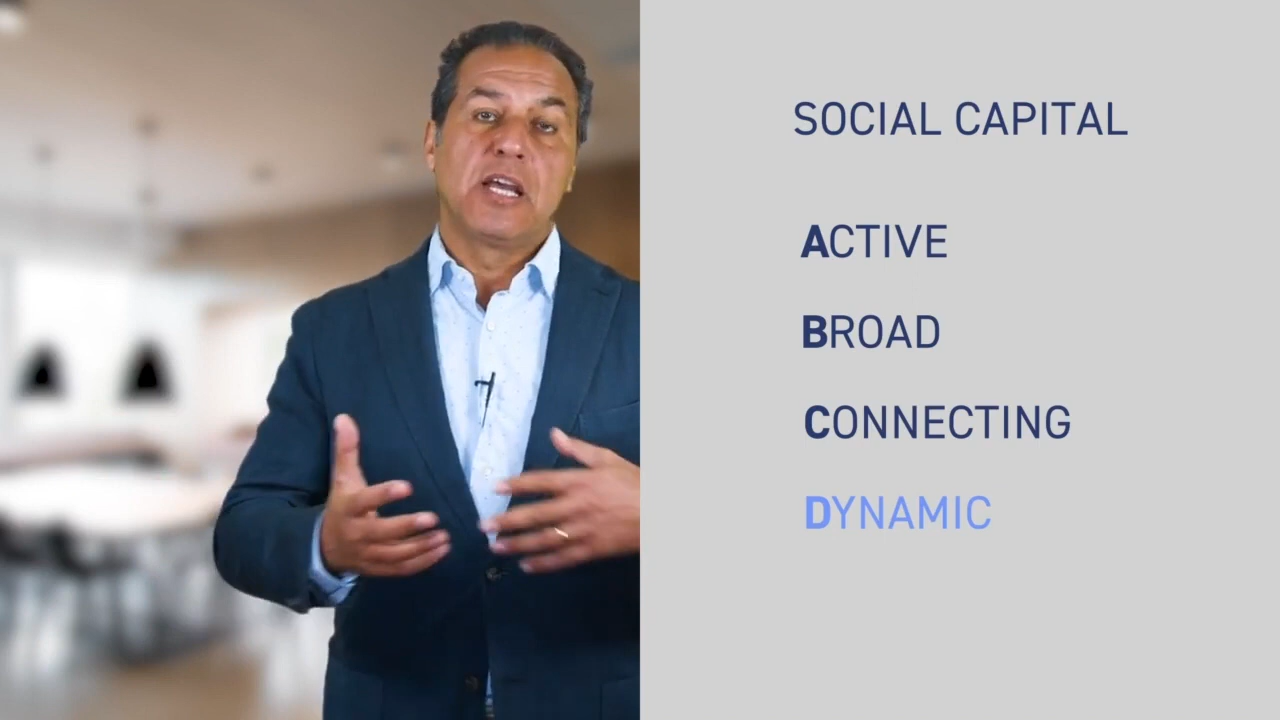 SOCIAL CAPITAL
ACTIVE
BROAD
CONNECTING
DYNAMIC